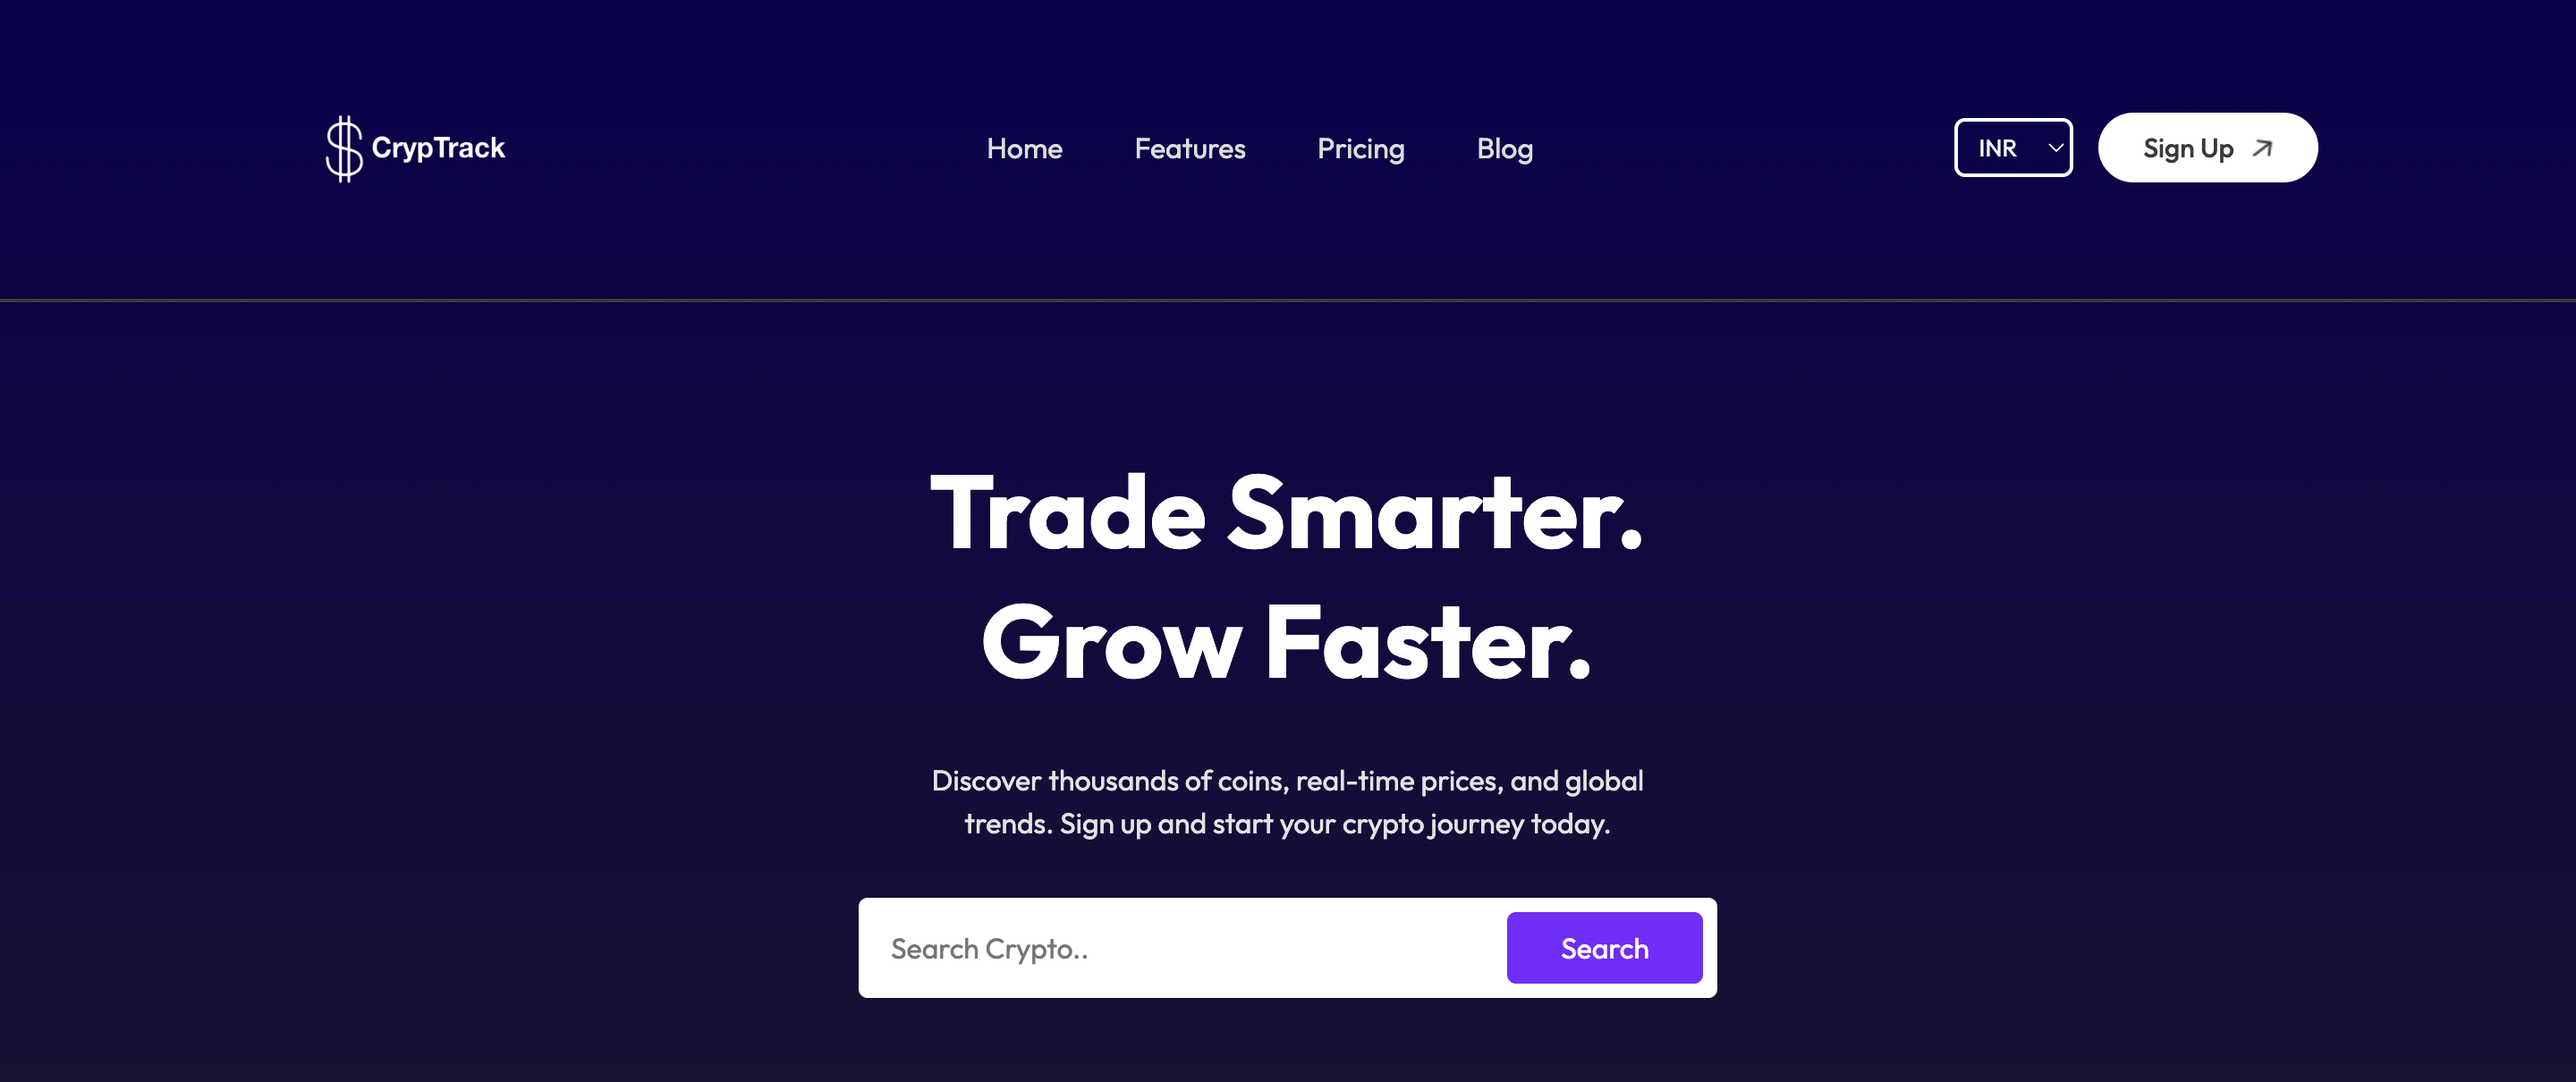 CrypTrack
Home Features Pricing Blog
INR
Sign Up
Trade Smarter.
Grow Faster.
Discover thousands of coins, real-time prices, and global
trends. Sign up and start your crypto journey today.
Search Crypto..
Search